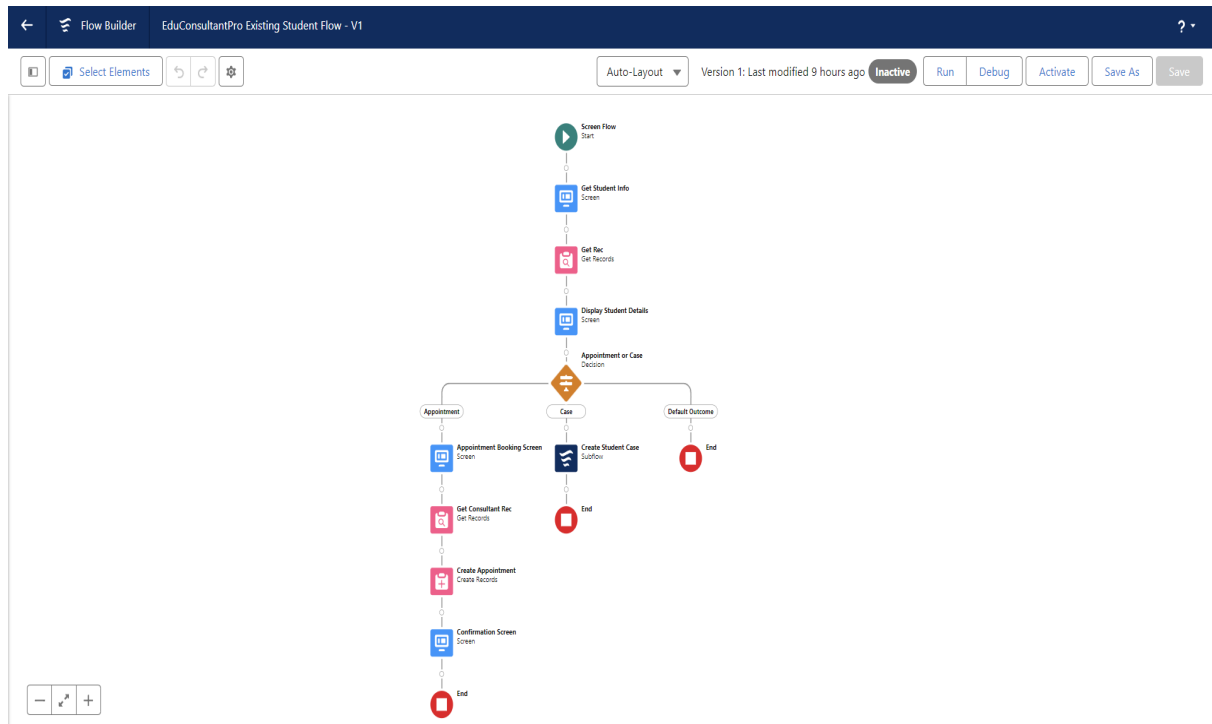 Flow Builder EduConsultantPro Existing Student Flow - V1 ?
Select Elements Auto-Layout Version 1: Last modified 9 hours ago Inactive Run Debug Activate Save As Save
Screen Flow
Start
Get Student Info
Screen
Get Rec
Get Records
Display Student Details
Screen
Appointment or Case
Decision
Appointment Case Default Outcome
Appointment Booking Screen
Screen
Create Student Case
Subflow
End
Get Consultant Rec
Get Records
End
Create Appointment
Create Records
Confirmation Screen
Screen
End